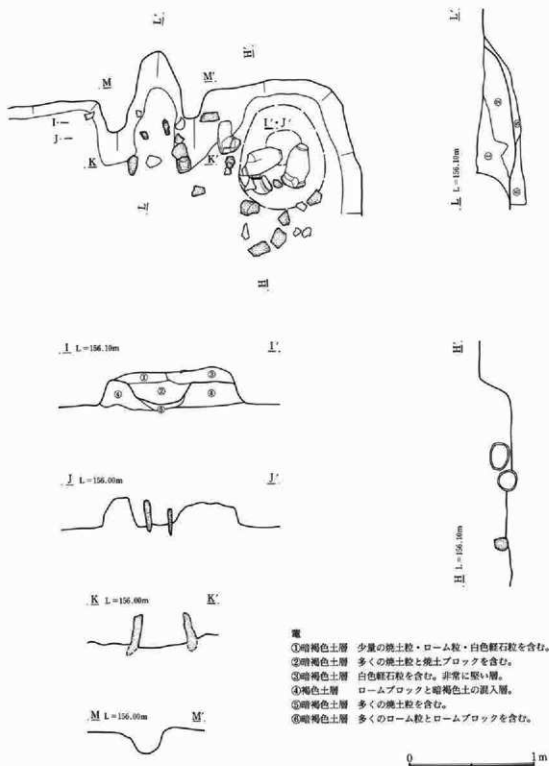 L′
H′
M
M′
I
J
I′・J′
K
K′
L
H
L′
①
L L=156.10m
I L=156.10m
I′
①
③
②
④
④
⑤
H′
H L=156.10m
J L=156.00m
J′
K L=156.00m
K′
M L=156.00m
M′
竈
①暗褐色土層 少量の焼土粒・ローム粒・白色軽石粒を含む。
②暗褐色土層 多くの焼土粒と焼土ブロックを含む。
③暗褐色土層 白色軽石粒を含む。非常に堅い層。
④褐色土層 ロームブロックと暗褐色土の混入層。
⑤暗褐色土層 多くの焼土粒を含む。
⑥暗褐色土層 多くのローム粒とロームブロックを含む。
0 1m